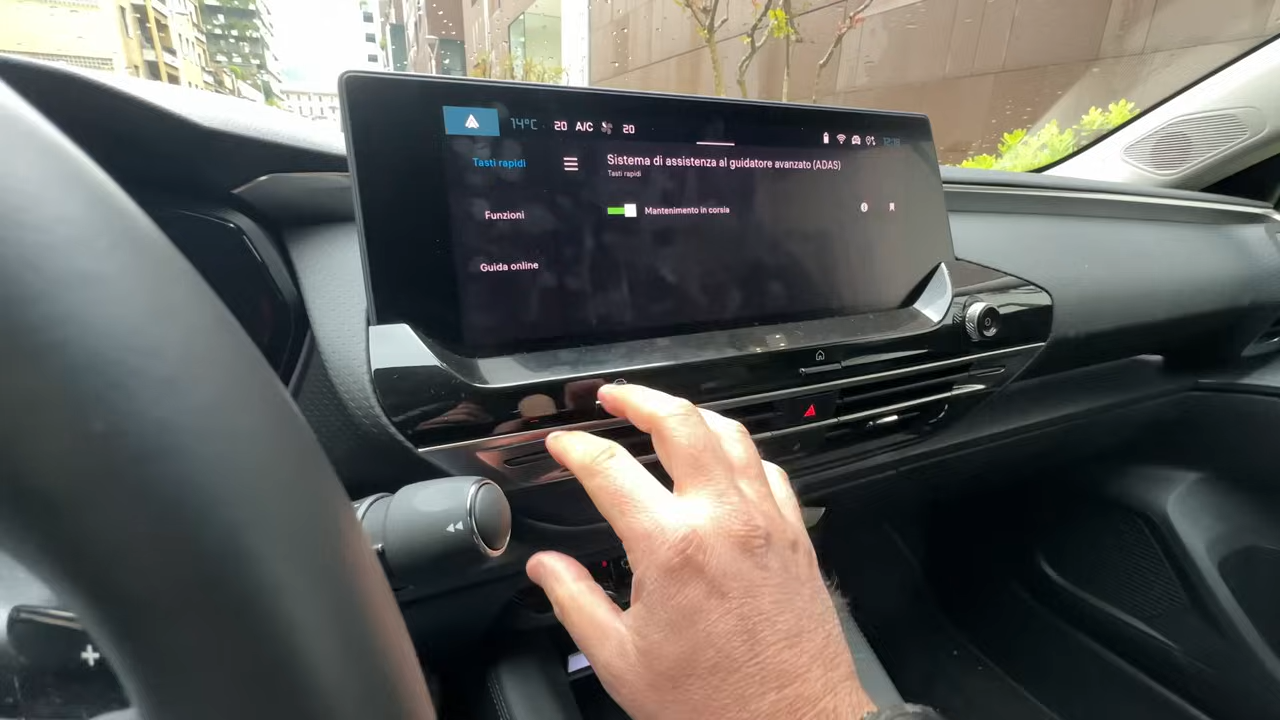 14°C 20 A/C 20
Tasti rapidi
Sistema di assistenza al guidatore avanzato (ADAS)
Tasti rapidi
Funzioni
Mantenimento in corsia
Guida online